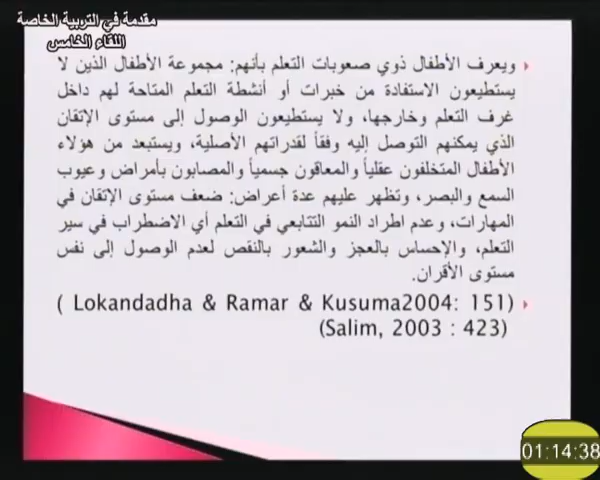 مقدمة في التربية الخاصة
اللقاء الخامس
ويعرف الأطفال ذوي صعوبات التعلم بأنهم: مجموعة الأطفال الذين لا
يستطيعون الاستفادة من خبرات أو أنشطة التعلم المتاحة لهم داخل
غرف التعلم وخارجها، ولا يستطيعون الوصول إلى مستوى الإتقان
الذي يمكنهم التوصل إليه وفقاً لقدراتهم الأصلية، ويستبعد من هؤلاء
الأطفال المتخلفون عقلياً والمعاقون جسمياً والمصابون بأمراض وعيوب
السمع والبصر، وتظهر عليهم عدة أعراض: ضعف مستوى الإتقان في
المهارات، وعدم اطراد النمو التتابعي في التعلم أي الاضطراب في سير
التعلم، والإحساس بالعجز والشعور بالنقص لعدم الوصول إلى نفس
مستوى الأقران.
( Lokandadha & Ramar & Kusuma2004: 151)
(Salim, 2003 : 423)
01:14:38